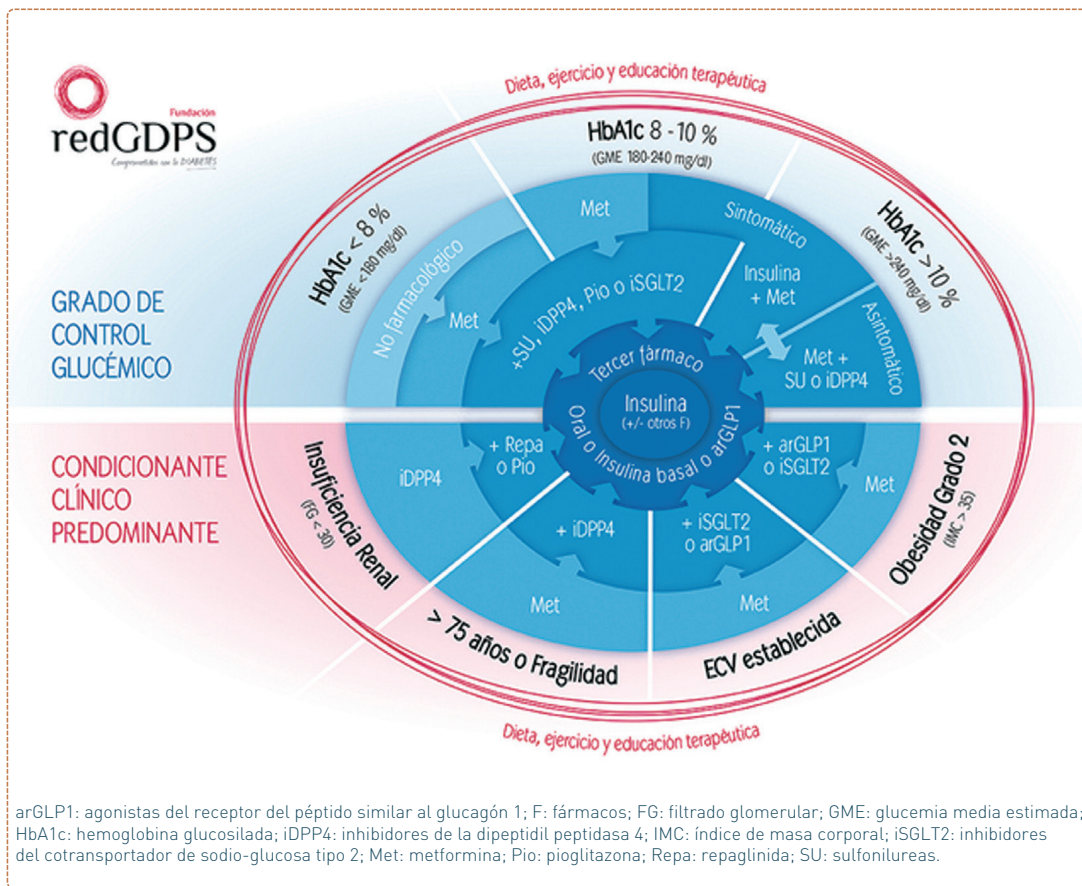 Fundación
redGDPS
Comprometidos con la DIABETES
Dieta, ejercicio y educación terapéutica
HbA1c < 8 %
(GME <180 mg/dl)
HbA1c 8 - 10 %
(GME 180-240 mg/dl)
HbA1c > 10 %
(GME >240 mg/dl)
GRADO DE
CONTROL
GLUCÉMICO
No farmacológico
Met
Met
+SU, iDPP4, Pio o iSGLT2
Sintomático
Insulina
+ Met
Asintomático
Met +
SU o iDPP4
Tercer fármaco
Insulina
(+/- otros F)
Oral o Insulina basal o arGLP1
CONDICIONANTE
CLÍNICO
PREDOMINANTE
Insuficiencia Renal
(FG < 30)
iDPP4
+ Repa
o Pio
> 75 años o Fragilidad
Met
+ iDPP4
ECV establecida
Met
+ iSGLT2
o arGLP1
Obesidad Grado 2
(IMC > 35)
Met
+ arGLP1
o iSGLT2
Dieta, ejercicio y educación terapéutica
arGLP1: agonistas del receptor del péptido similar al glucagón 1; F: fármacos; FG: filtrado glomerular; GME: glucemia media estimada;
HbA1c: hemoglobina glucosilada; iDPP4: inhibidores de la dipeptidil peptidasa 4; IMC: índice de masa corporal; iSGLT2: inhibidores
del cotransportador de sodio-glucosa tipo 2; Met: metformina; Pio: pioglitazona; Repa: repaglinida; SU: sulfonilureas.